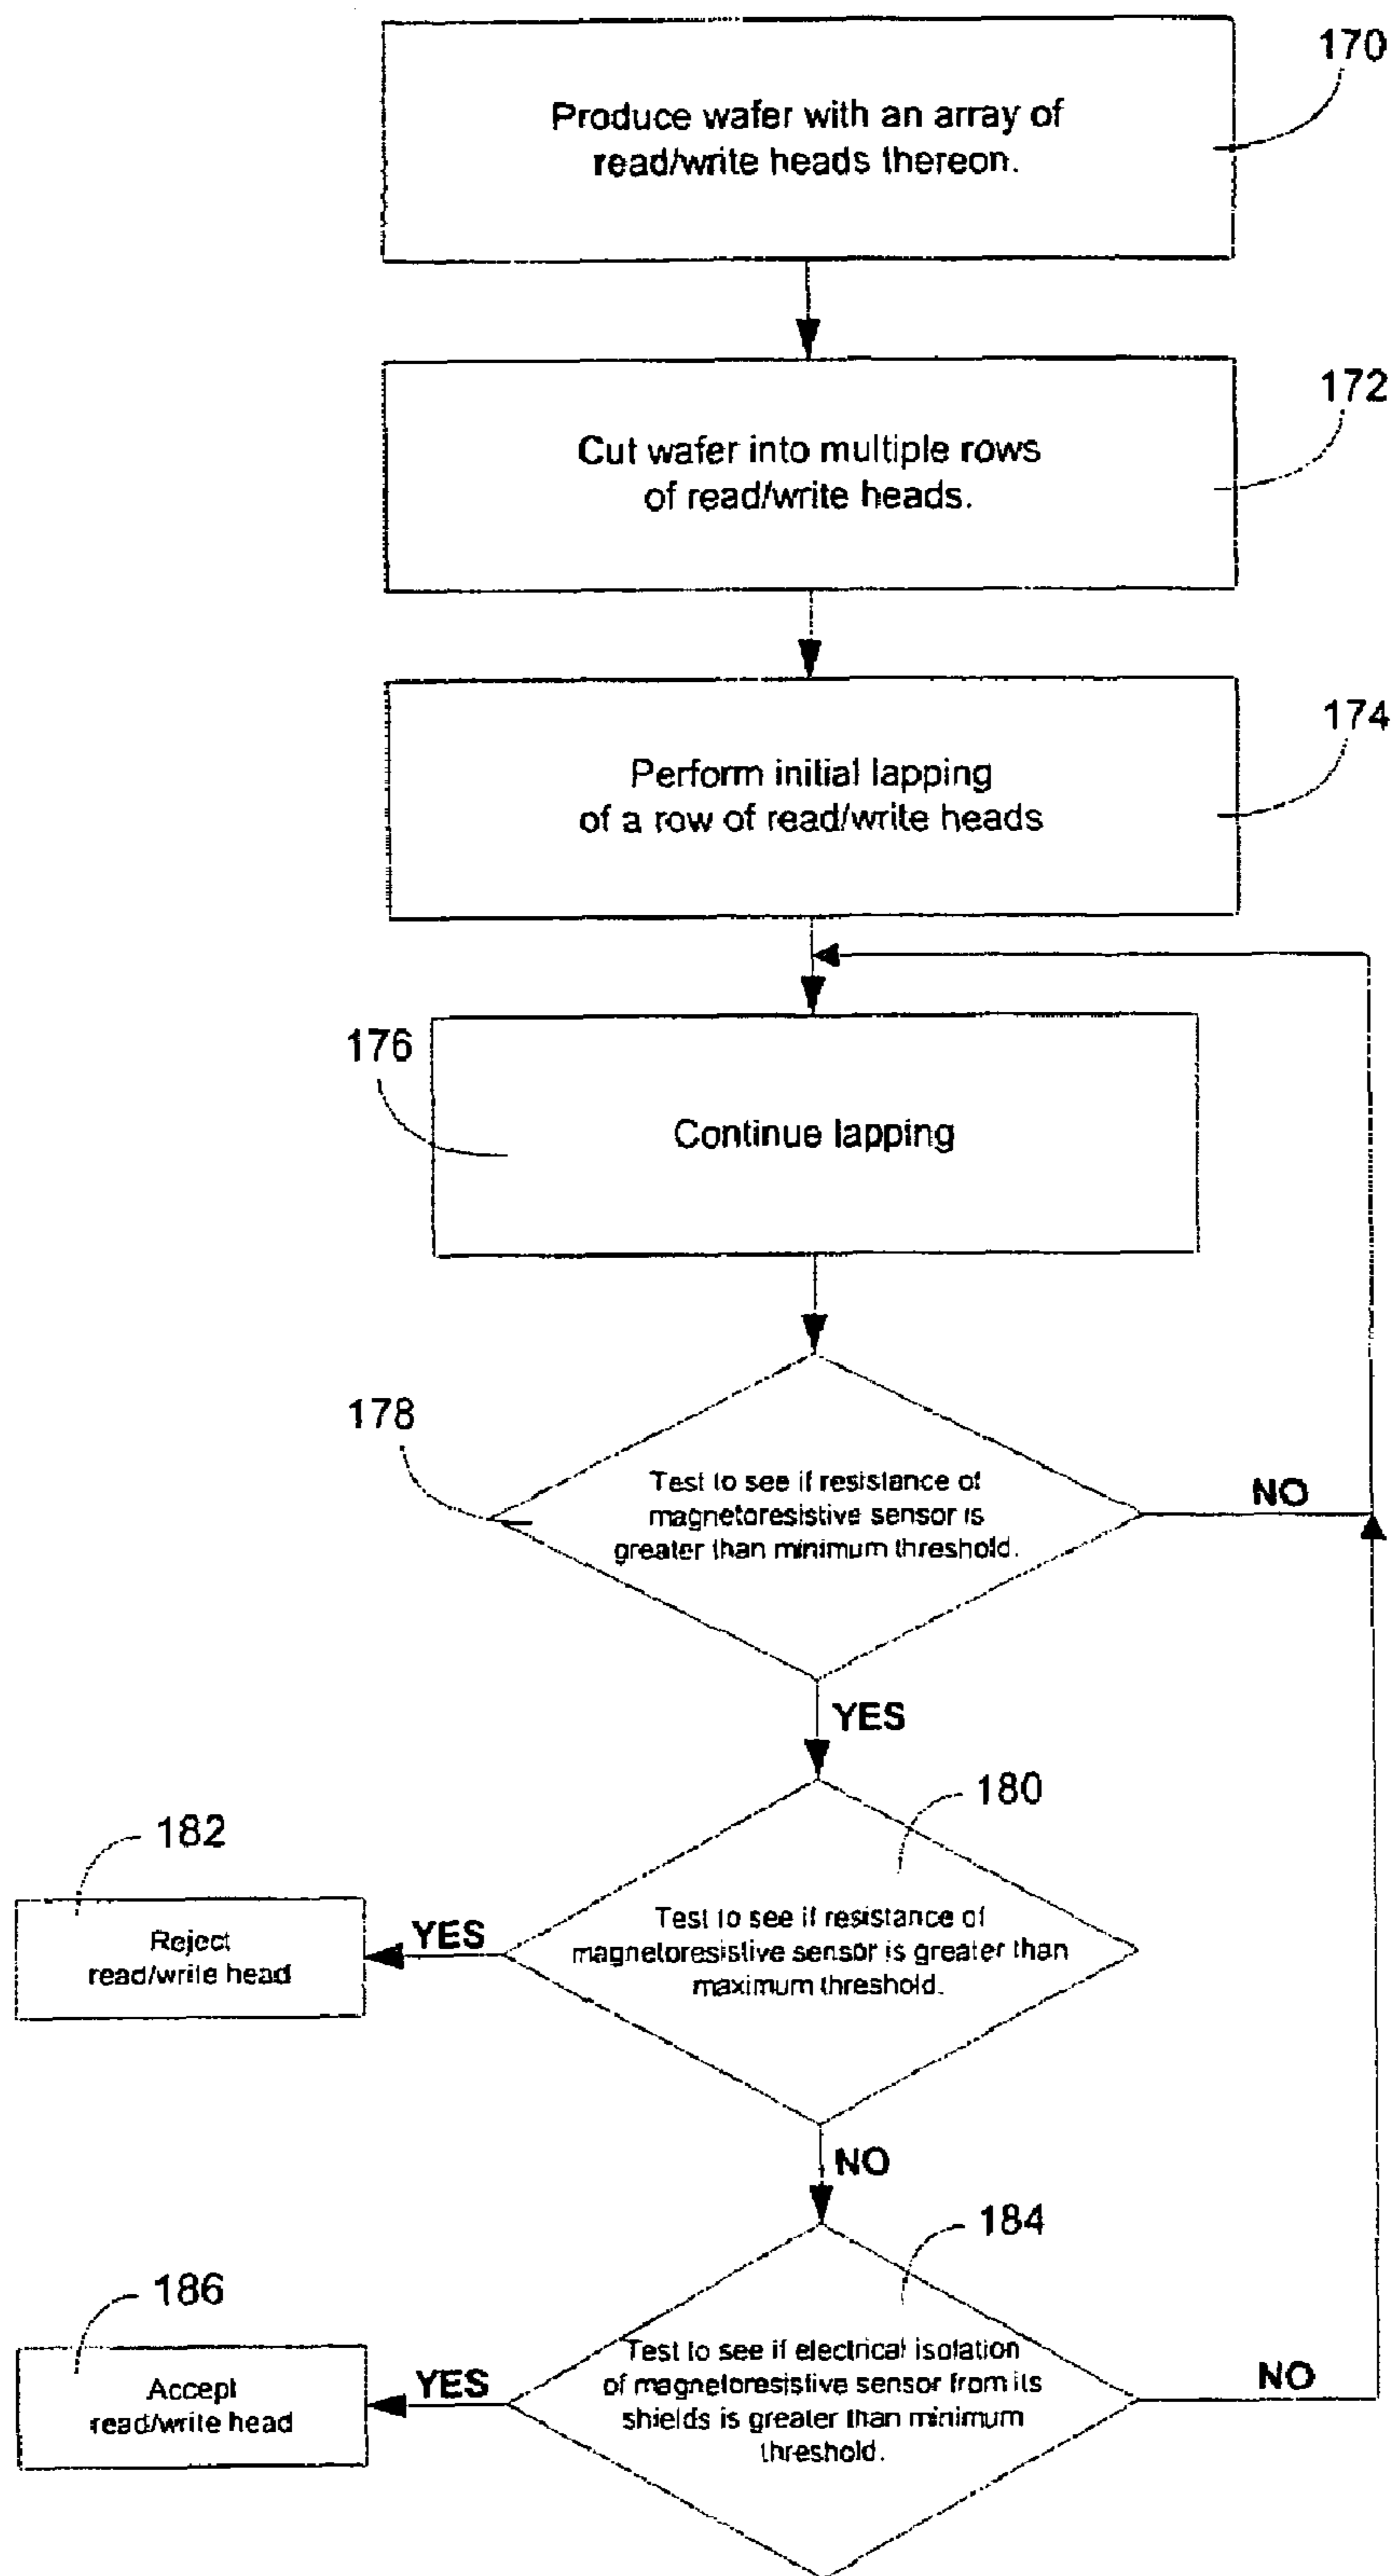 170
Produce wafer with an array of
read/write heads thereon.
172
Cut wafer into multiple rows
of read/write heads.
174
Perform initial lapping
of a row of read/write heads
176
Continue lapping
178
Test to see if resistance of
magnetoresistive sensor is
greater than minimum threshold.
NO
YES
180
182
Test to see if resistance of
magnetoresistive sensor is greater than
maximum threshold.
YES
Reject
read/write head
NO
184
186
Test to see if electrical isolation
of magnetoresistive sensor from its
shields is greater than minimum
threshold.
YES
NO
Accept
read/write head